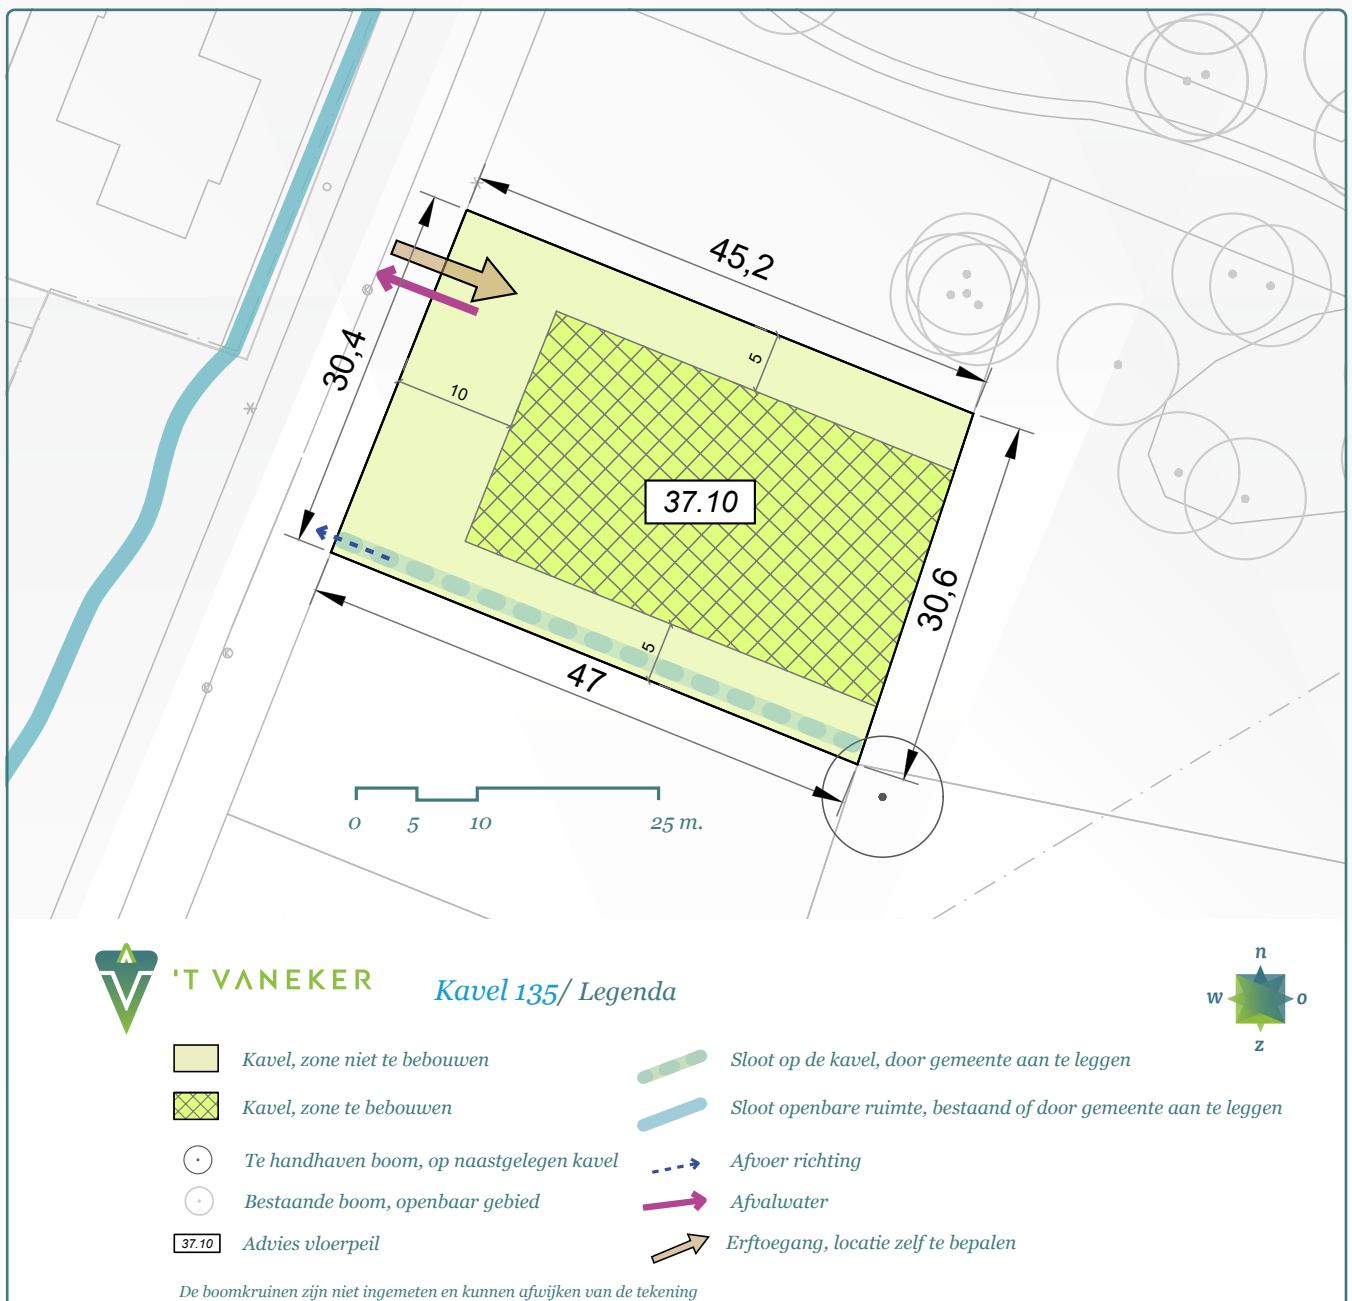 45,2
30,4
5
10
37.10
30,6
5
47
0 5 10 25 m.
'T VANEKER
Kavel 135/ Legenda
n
w o
z
Kavel, zone niet te bebouwen
Kavel, zone te bebouwen
Te handhaven boom, op naastgelegen kavel
Bestaande boom, openbaar gebied
37.10 Advies vloerpeil
Sloot op de kavel, door gemeente aan te leggen
Sloot openbare ruimte, bestaand of door gemeente aan te leggen
Afvoer richting
Afvalwater
Erftoegang, locatie zelf te bepalen
De boomkruinen zijn niet ingemeten en kunnen afwijken van de tekening